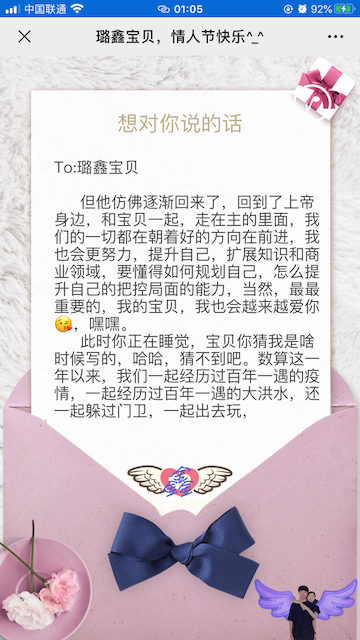 中国联通
01:05
92%
璐鑫宝贝，情人节快乐^_^
想对你说的话
To:璐鑫宝贝
但他仿佛逐渐回来了，回到了上帝
身边，和宝贝一起，走在主的里面，我
们的一切都在朝着好的方向在前进，我
也会更努力，提升自己，扩展知识和商
业领域，要懂得如何规划自己，怎么提
升自己的把控局面的能力，当然，最最
重要的，我的宝贝，我也会越来越爱你
😘，嘿嘿。
此时你正在睡觉，宝贝你猜我是啥
时候写的，哈哈，猜不到吧。数算这一
年以来，我们一起经历过百年一遇的疫
情，一起经历过百年一遇的大洪水，还
一起躲过门卫，一起出去玩，